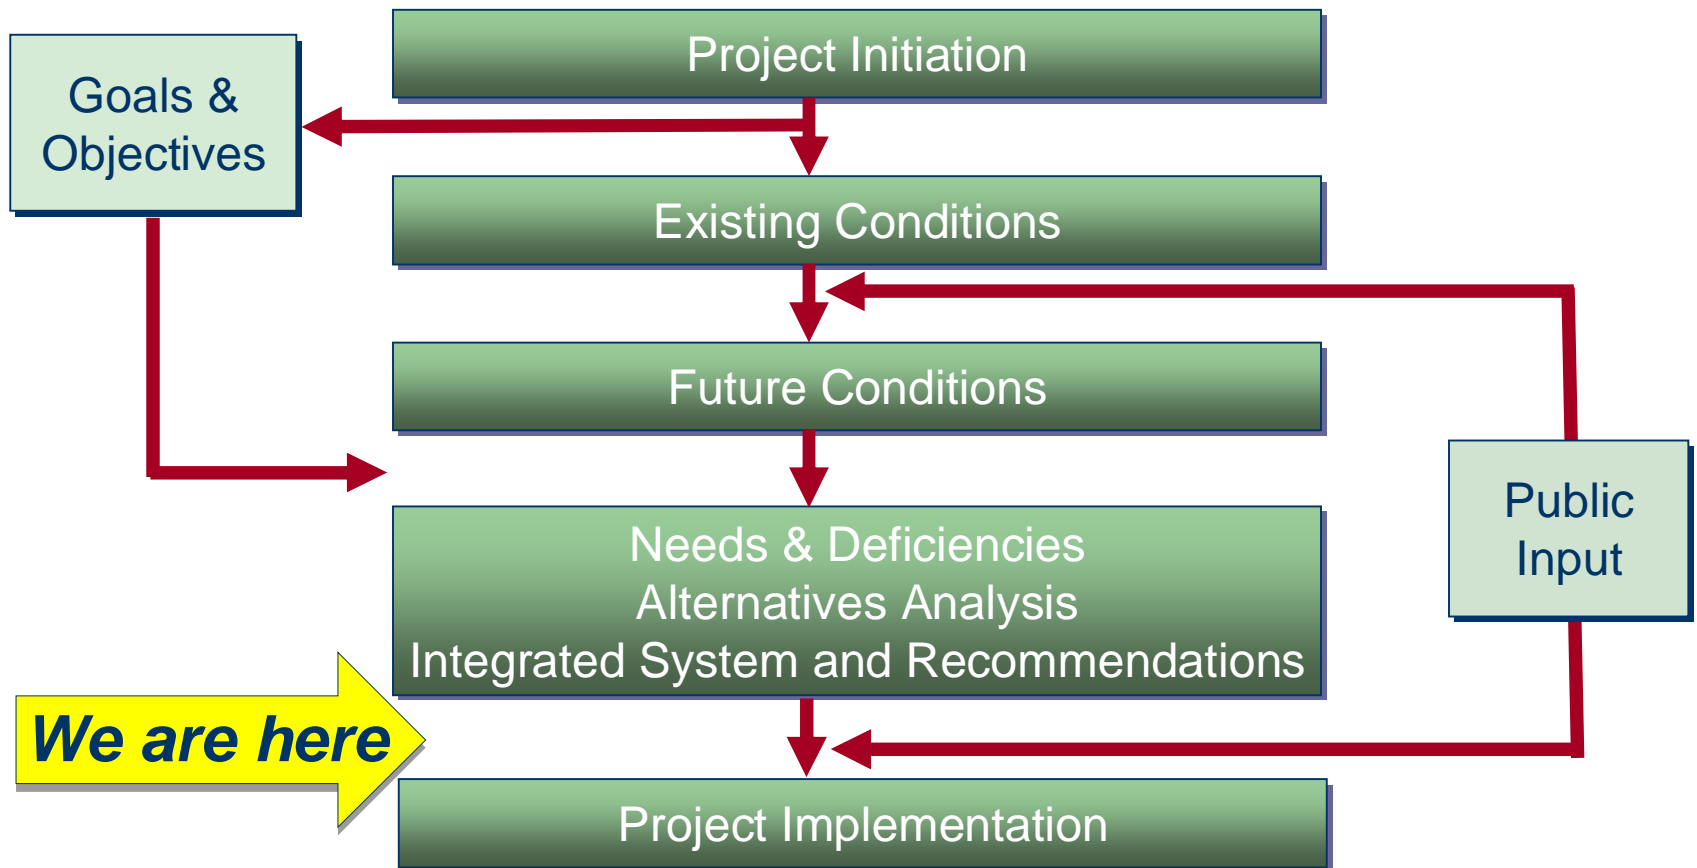 Project Initiation
Goals &
Objectives
Existing Conditions
Future Conditions
Public
Input
Needs & Deficiencies
Alternatives Analysis
Integrated System and Recommendations
We are here
Project Implementation